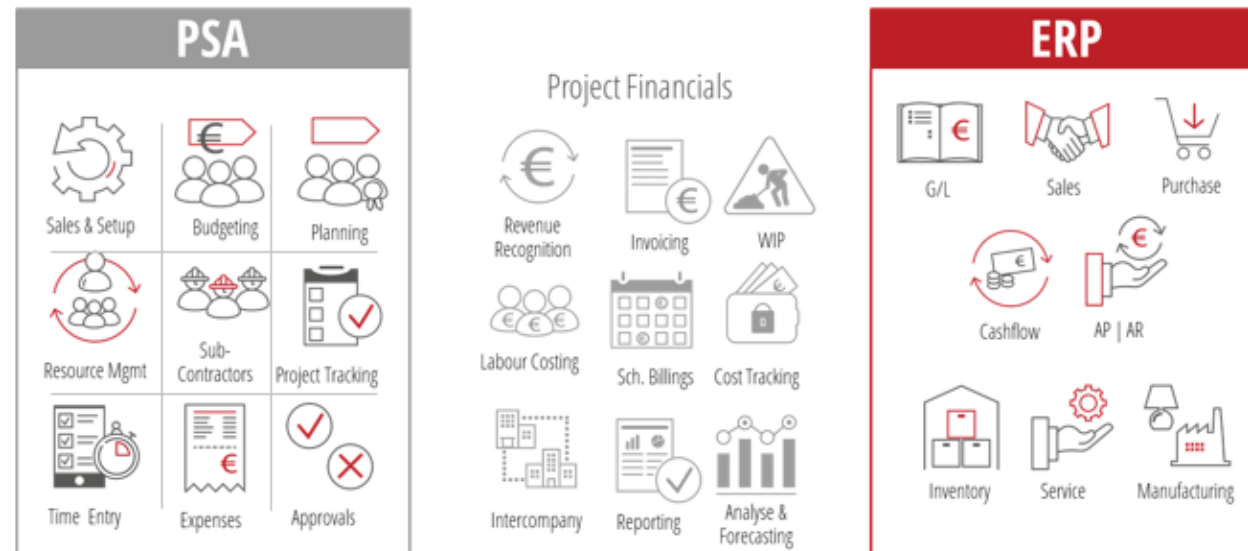 PSA
Sales & Setup
Budgeting
Planning
Resource Mgmt
Sub-
Contractors
Project Tracking
Time Entry
Expenses
Approvals
Project Financials
Revenue
Recognition
Invoicing
WIP
Labour Costing
Sch. Billings
Cost Tracking
Intercompany
Reporting
Analyse &
Forecasting
ERP
G/L
Sales
Purchase
Cashflow
AP | AR
Inventory
Service
Manufacturing